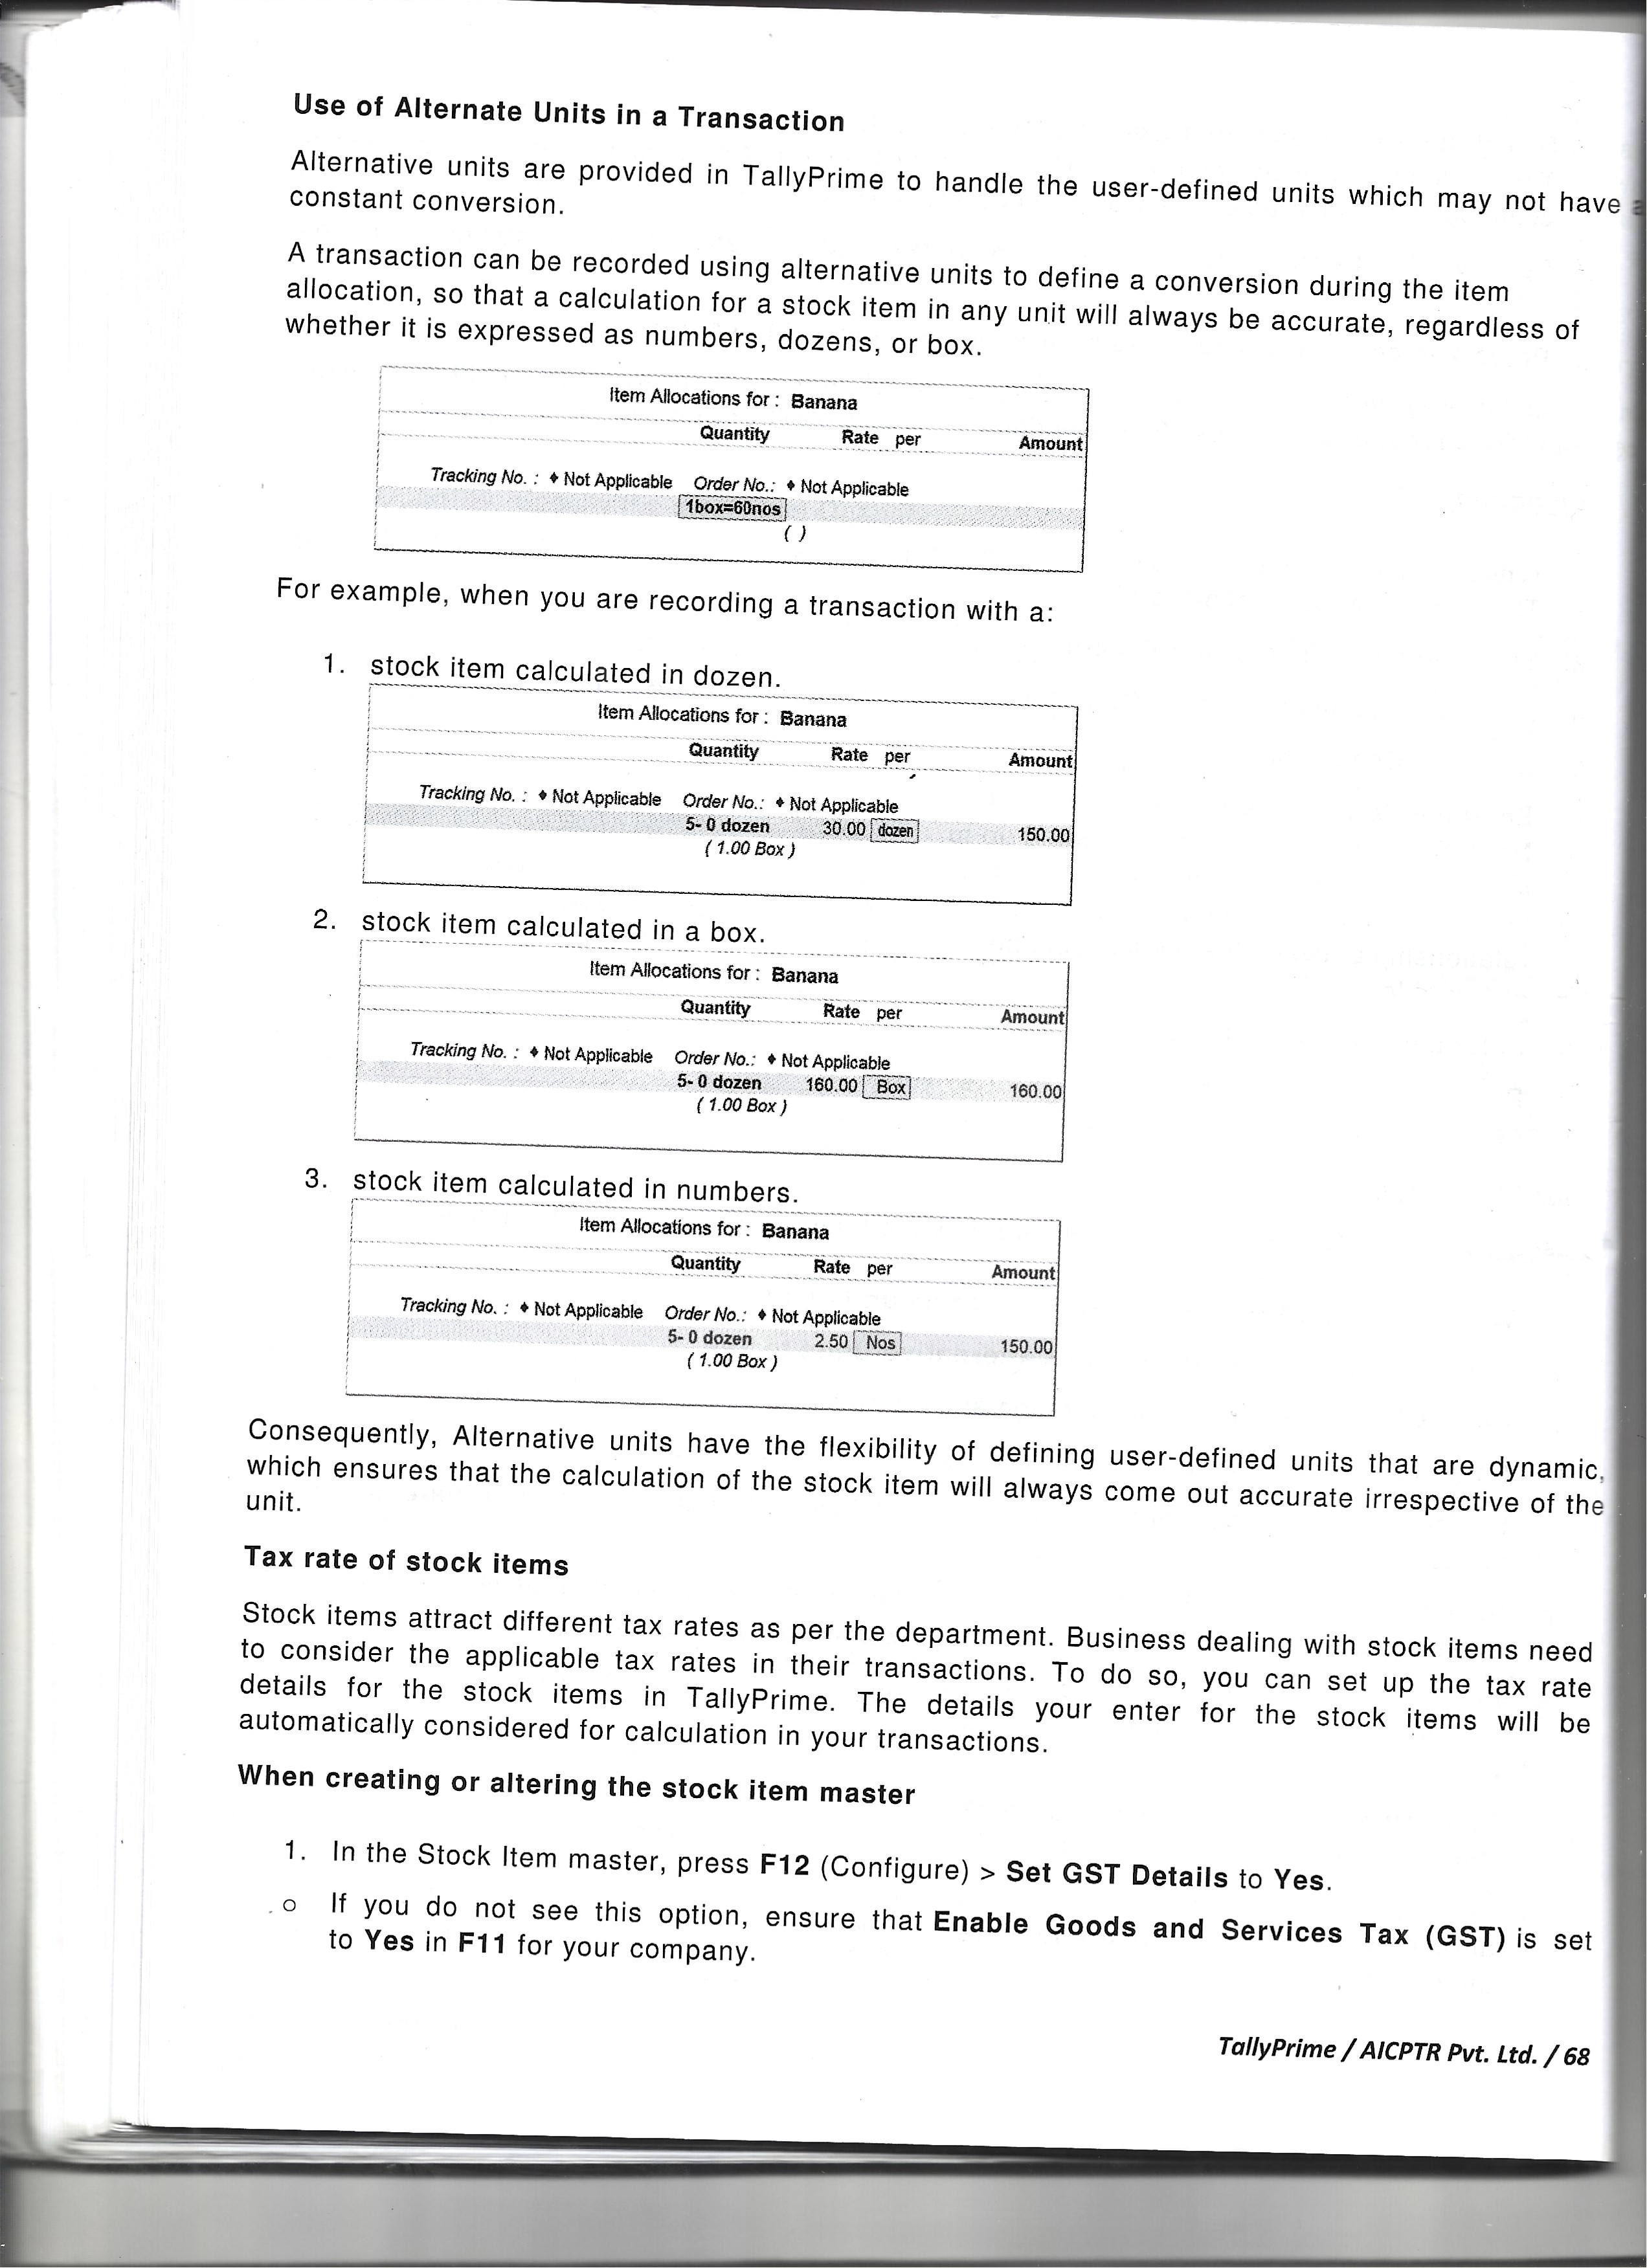 Use of Alternate Units in a Transaction
Alternative units are provided in TallyPrime to handle the user-defined units which may not have a
constant conversion.
A transaction can be recorded using alternative units to define a conversion during the item
allocation, so that a calculation for a stock item in any unit will always be accurate, regardless of
whether it is expressed as numbers, dozens, or box.
Item Allocations for : Banana
Quantity Rate per Amount
Tracking No. : ♦ Not Applicable Order No.: ♦ Not Applicable
1box=60nos
( )
For example, when you are recording a transaction with a:
1. stock item calculated in dozen.
Item Allocations for : Banana
Quantity Rate per Amount
Tracking No. : ♦ Not Applicable Order No.: ♦ Not Applicable
5- 0 dozen 30.00 dozen 150.00
( 1.00 Box )
2. stock item calculated in a box.
Item Allocations for : Banana
Quantity Rate per Amount
Tracking No. : ♦ Not Applicable Order No.: ♦ Not Applicable
5- 0 dozen 160.00 Box 160.00
( 1.00 Box )
3. stock item calculated in numbers.
Item Allocations for : Banana
Quantity Rate per Amount
Tracking No. : ♦ Not Applicable Order No.: ♦ Not Applicable
5- 0 dozen 2.50 Nos 150.00
( 1.00 Box )
Consequently, Alternative units have the flexibility of defining user-defined units that are dynamic,
which ensures that the calculation of the stock item will always come out accurate irrespective of the
unit.
Tax rate of stock items
Stock items attract different tax rates as per the department. Business dealing with stock items need
to consider the applicable tax rates in their transactions. To do so, you can set up the tax rate
details for the stock items in TallyPrime. The details your enter for the stock items will be
automatically considered for calculation in your transactions.
When creating or altering the stock item master
1. In the Stock Item master, press F12 (Configure) > Set GST Details to Yes.
o If you do not see this option, ensure that Enable Goods and Services Tax (GST) is set
to Yes in F11 for your company.
TallyPrime / AICPTR Pvt. Ltd. / 68